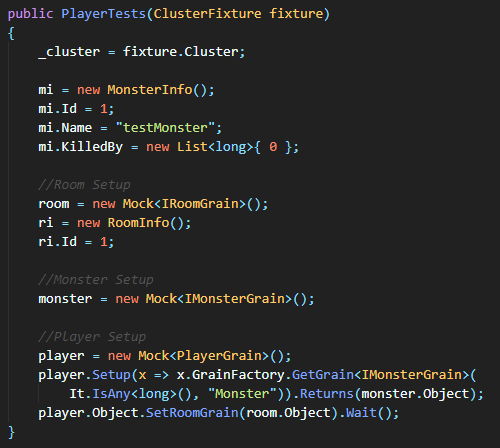 public PlayerTests(ClusterFixture fixture)
{
    _cluster = fixture.Cluster;

    mi = new MonsterInfo();
    mi.Id = 1;
    mi.Name = "testMonster";
    mi.KilledBy = new List<long>{ 0 };

    //Room Setup
    room = new Mock<IRoomGrain>();
    ri = new RoomInfo();
    ri.Id = 1;

    //Monster Setup
    monster = new Mock<IMonsterGrain>();

    //Player Setup
    player = new Mock<PlayerGrain>();
    player.Setup(x => x.GrainFactory.GetGrain<IMonsterGrain>(
        It.IsAny<long>(), "Monster")).Returns(monster.Object);
    player.Object.SetRoomGrain(room.Object).Wait();
}